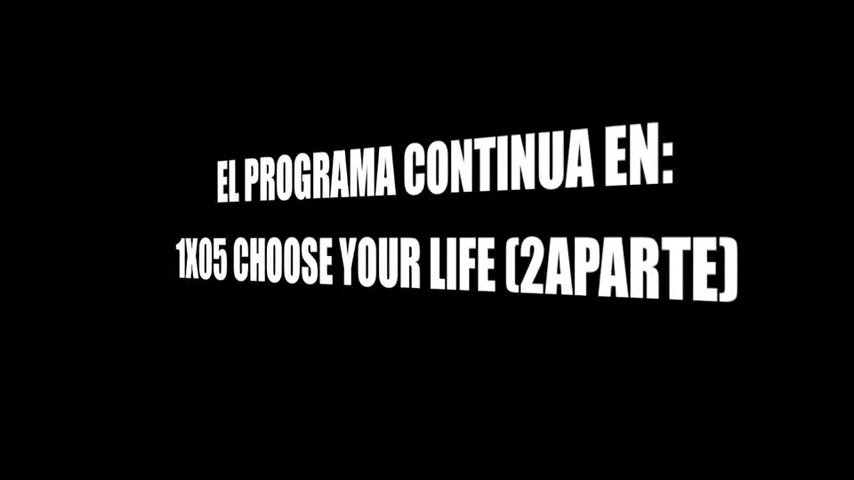 EL PROGRAMA CONTINUA EN:
1X05 CHOOSE YOUR LIFE (2APARTE)